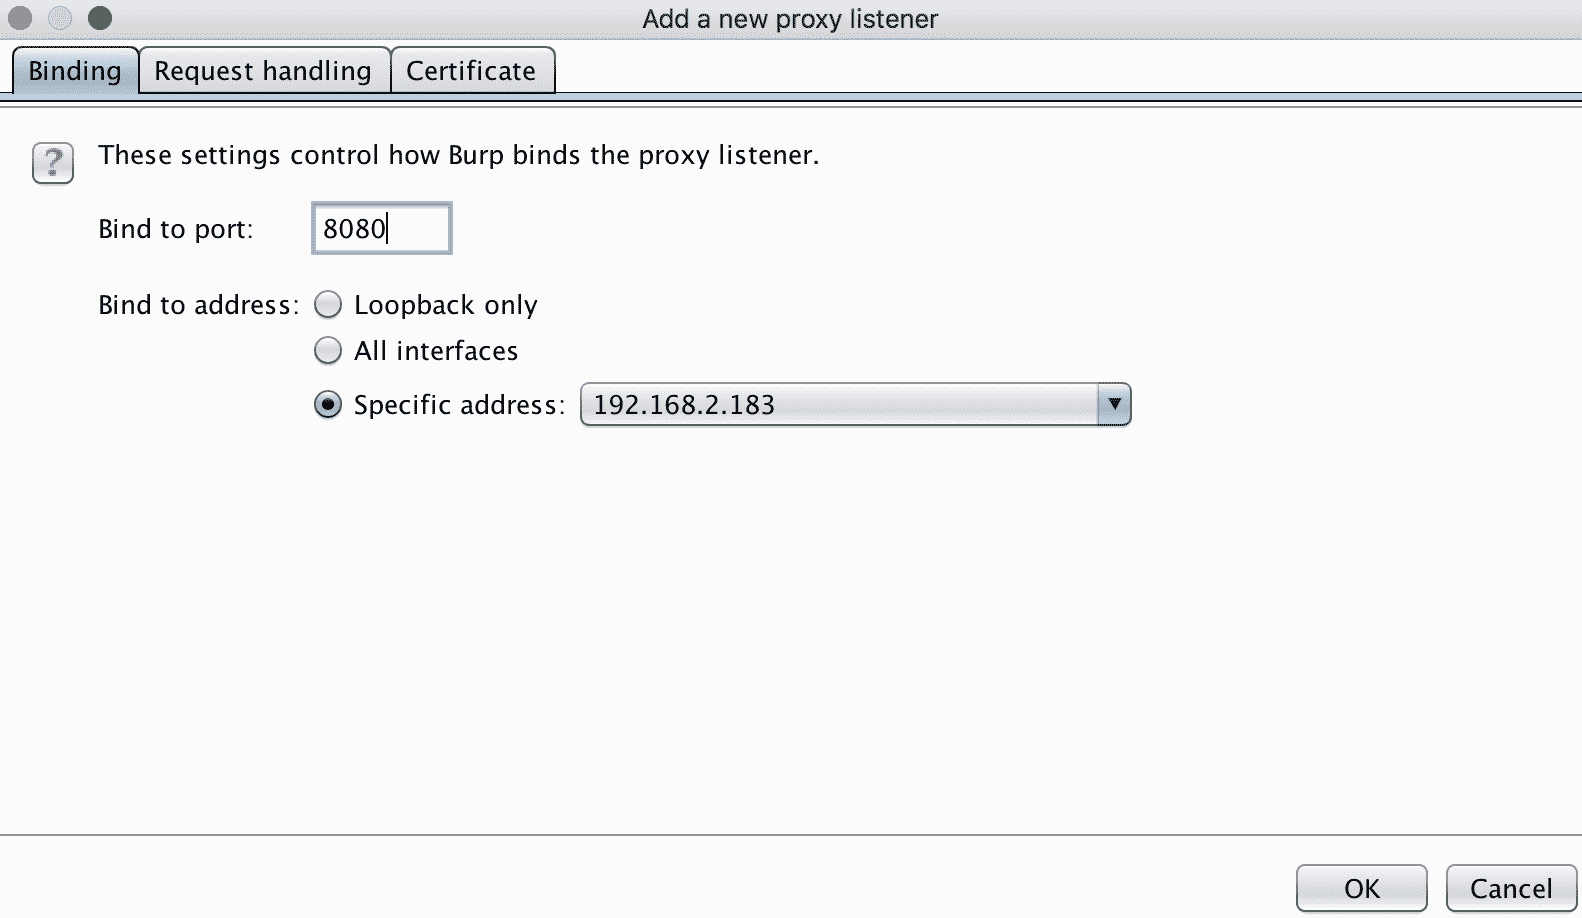 Add a new proxy listener
Binding Request handling Certificate
? These settings control how Burp binds the proxy listener.
Bind to port: 8080
Bind to address: Loopback only
All interfaces
Specific address: 192.168.2.183
OK Cancel